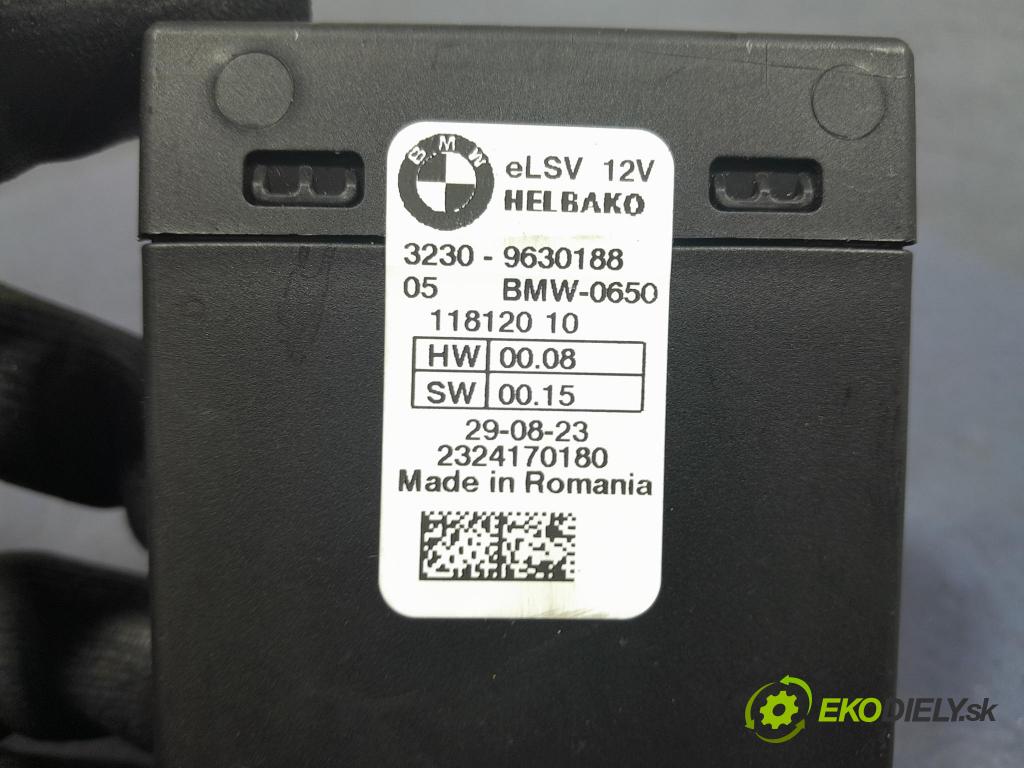 BMW
eLSV 12V
HELBAKO
3230 - 9630188
05 BMW-0650
118120 10
HW 00.08
SW 00.15
29-08-23
2324170180
Made in Romania
EKODIELY.sk